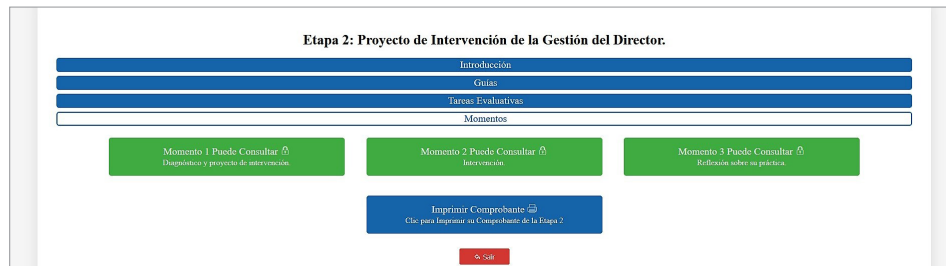 Etapa 2: Proyecto de Intervención de la Gestión del Director.
Introducción
Guías
Tareas Evaluativas
Momentos
Momento 1 Puede Consultar
Diagnóstico y proyecto de intervención.
Momento 2 Puede Consultar
Intervención.
Momento 3 Puede Consultar
Reflexión sobre su práctica.
Imprimir Comprobante
Clic para Imprimir su Comprobante de la Etapa 2
Salir